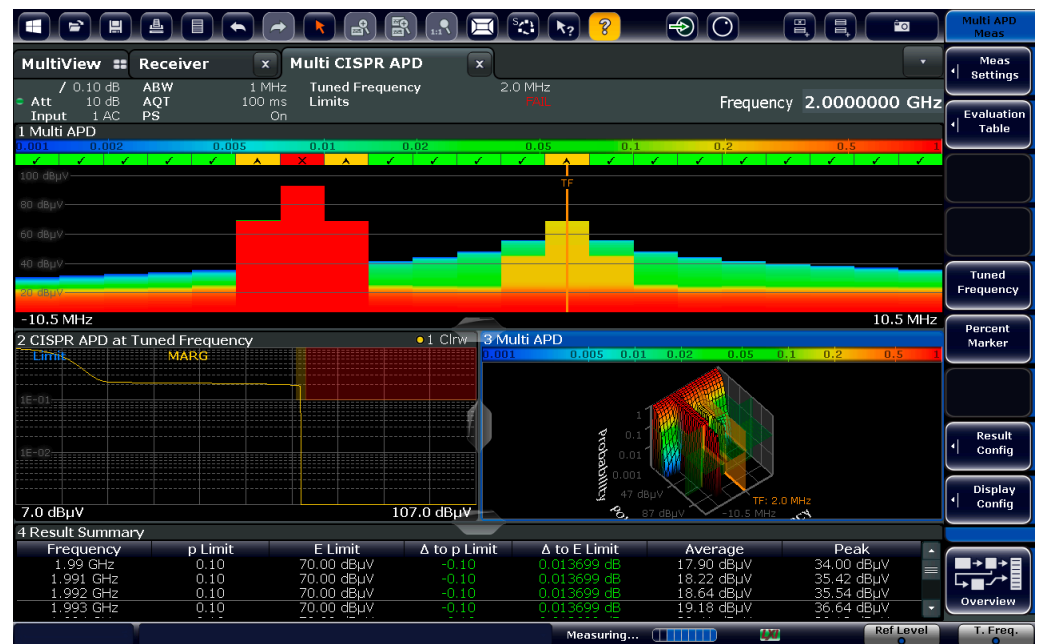 Multi APD
Meas
MultiView
Receiver
x
Multi CISPR APD
x
/ 0.10 dB ABW 1 MHz Tuned Frequency 2.0 MHz
Att 10 dB AQT 100 ms Limits FAIL
Input 1 AC PS On
Frequency 2.0000000 GHz
1 Multi APD
0.001 0.002 0.005 0.01 0.02 0.05 0.1 0.2 0.5 1
100 dBµV
80 dBµV
60 dBµV
40 dBµV
20 dBµV
TF
-10.5 MHz 10.5 MHz
2 CISPR APD at Tuned Frequency 1 Clrw
Limit MARG
1E-01
1E-02
7.0 dBµV 107.0 dBµV
3 Multi APD
0.001 0.005 0.01 0.02 0.05 0.1 0.2 0.5 1
Probability
1
0.1
0.01
0.001
47 dBµV
87 dBµV
-10.5 MHz
TF: 2.0 MHz
4 Result Summary
Frequency p Limit E Limit Δ to p Limit Δ to E Limit Average Peak
1.99 GHz 0.10 70.00 dBµV -0.10 0.013699 dB 17.90 dBµV 34.00 dBµV
1.991 GHz 0.10 70.00 dBµV -0.10 0.013699 dB 18.22 dBµV 35.42 dBµV
1.992 GHz 0.10 70.00 dBµV -0.10 0.013699 dB 18.64 dBµV 35.54 dBµV
1.993 GHz 0.10 70.00 dBµV -0.10 0.013699 dB 19.18 dBµV 36.64 dBµV
Measuring...
Ref Level
T. Freq.
Meas
Settings
Evaluation
Table
Tuned
Frequency
Percent
Marker
Result
Config
Display
Config
Overview